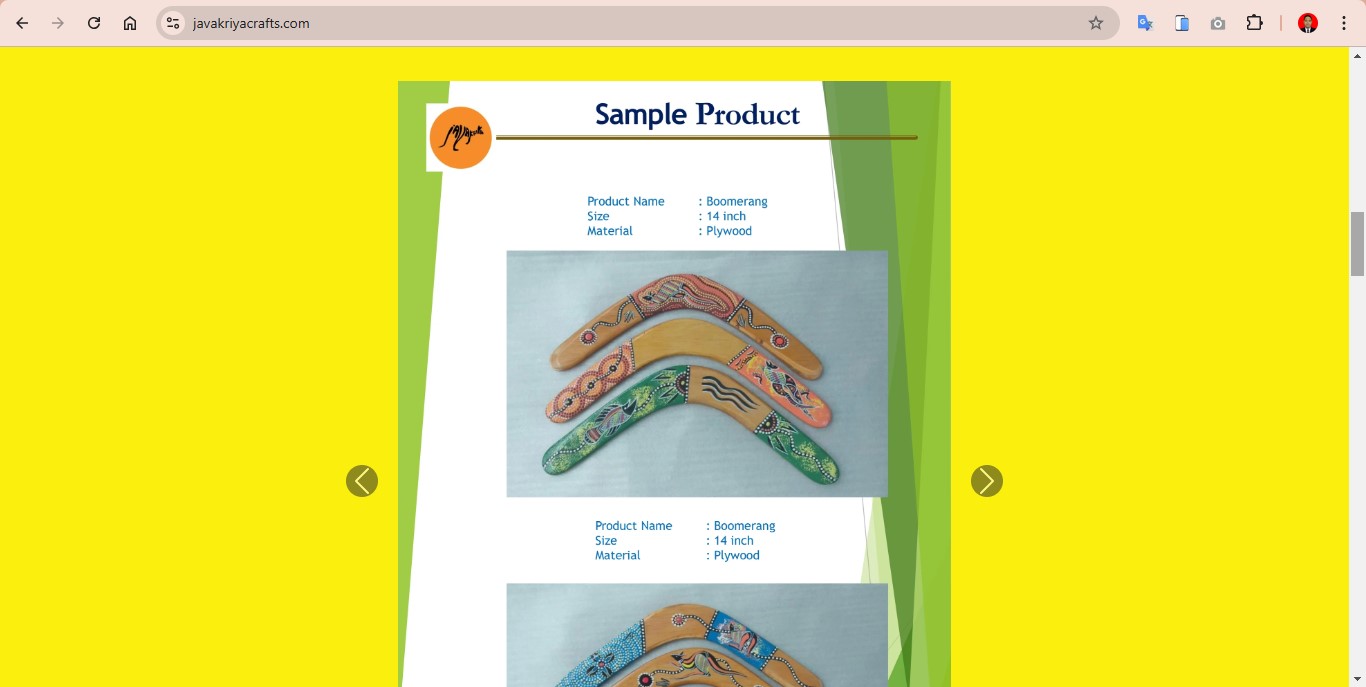 javakriyacrafts.com
Sample Product
Product Name : Boomerang
Size : 14 inch
Material : Plywood
Product Name : Boomerang
Size : 14 inch
Material : Plywood